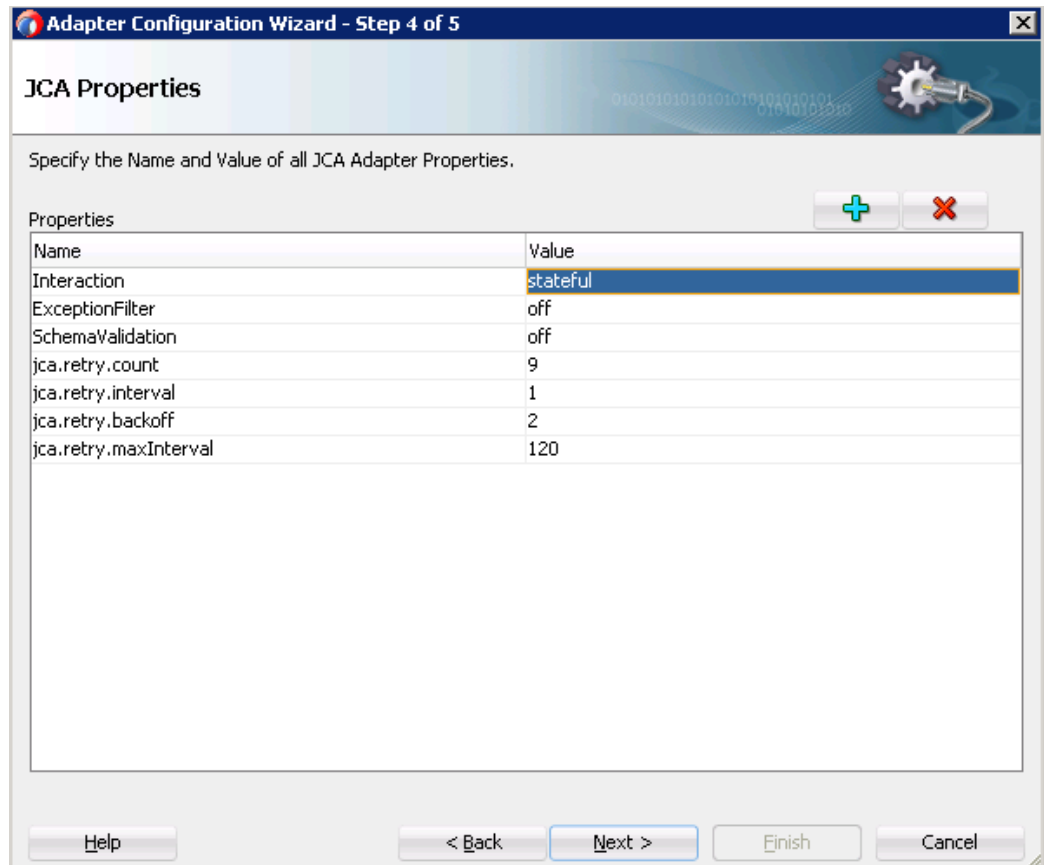 Adapter Configuration Wizard - Step 4 of 5
JCA Properties
Specify the Name and Value of all JCA Adapter Properties.
Properties
Name Value
Interaction stateful
ExceptionFilter off
SchemaValidation off
jca.retry.count 9
jca.retry.interval 1
jca.retry.backoff 2
jca.retry.maxInterval 120
Help < Back Next > Finish Cancel